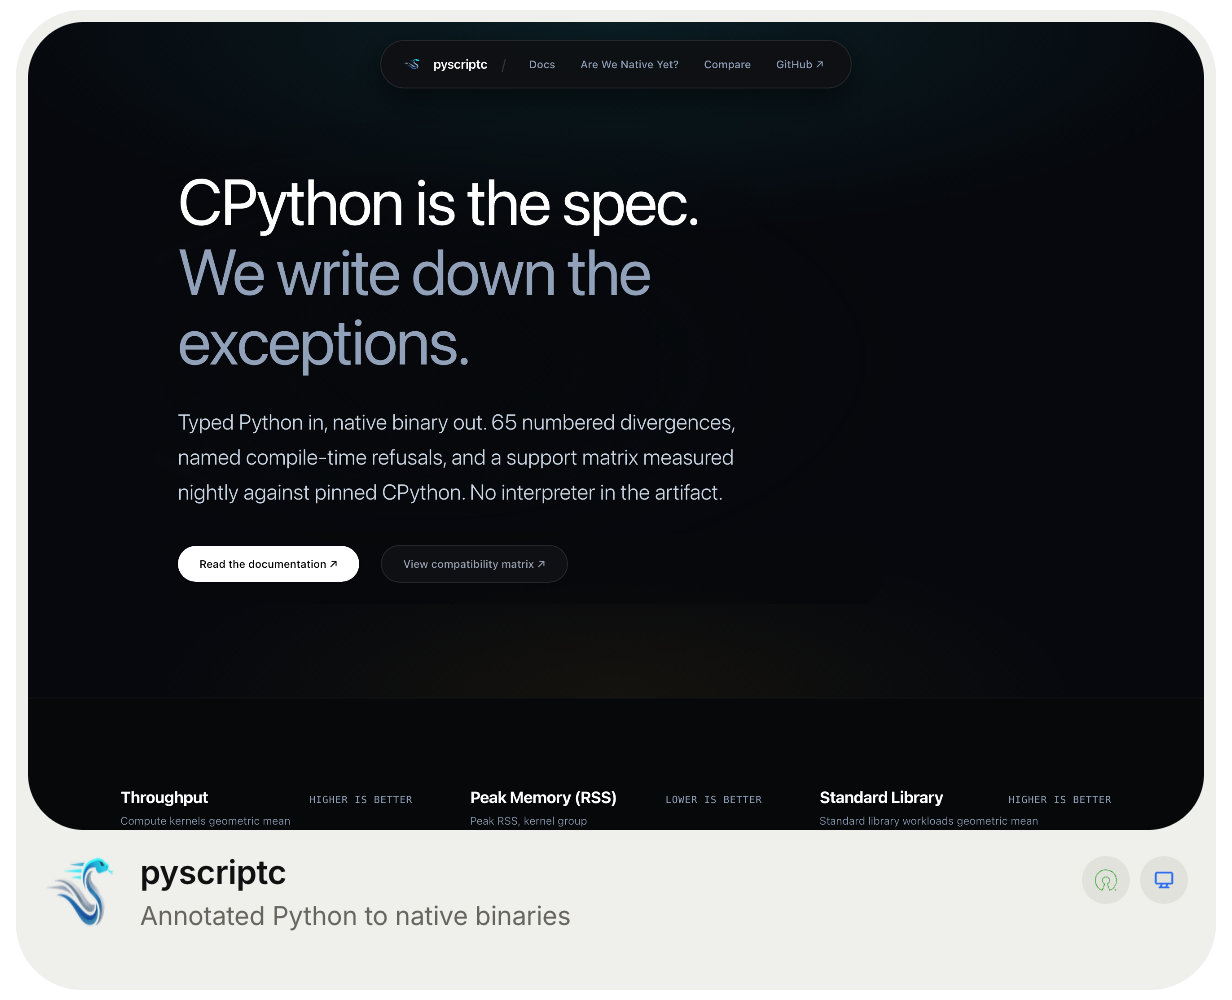 pyscriptc / Docs Are We Native Yet? Compare GitHub ↗
CPython is the spec.
We write down the
exceptions.
Typed Python in, native binary out. 65 numbered divergences,
named compile-time refusals, and a support matrix measured
nightly against pinned CPython. No interpreter in the artifact.
Read the documentation ↗ View compatibility matrix ↗
Throughput HIGHER IS BETTER Peak Memory (RSS) LOWER IS BETTER Standard Library HIGHER IS BETTER
Compute kernels geometric mean Peak RSS, kernel group Standard library workloads geometric mean
pyscriptc
Annotated Python to native binaries